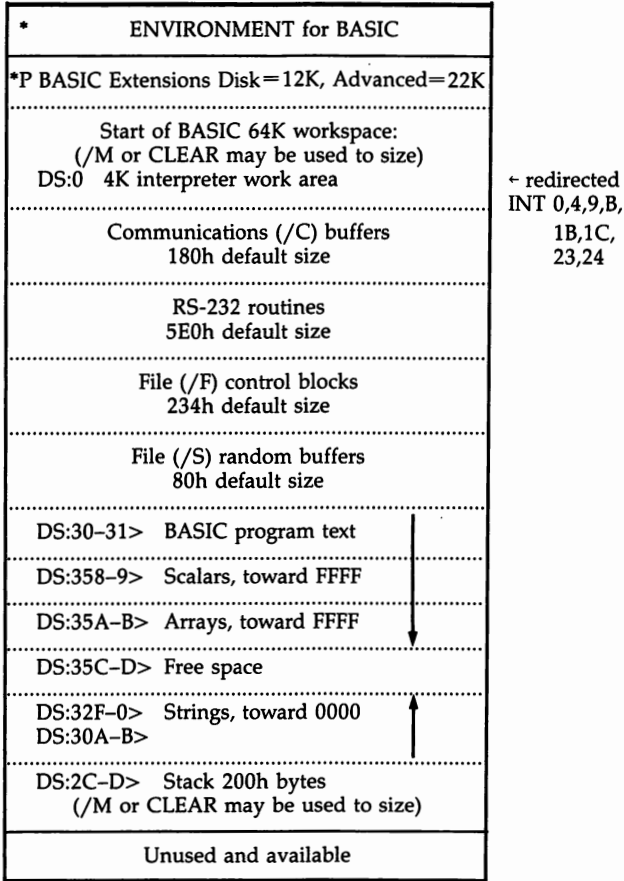 * ENVIRONMENT for BASIC
*P BASIC Extensions Disk=12K, Advanced=22K
Start of BASIC 64K workspace:
(/M or CLEAR may be used to size)
DS:0 4K interpreter work area
← redirected
INT 0,4,9,B,
1B,1C,
23,24
Communications (/C) buffers
180h default size
RS-232 routines
5E0h default size
File (/F) control blocks
234h default size
File (/S) random buffers
80h default size
DS:30–31> BASIC program text
DS:358–9> Scalars, toward FFFF
DS:35A–B> Arrays, toward FFFF
DS:35C–D> Free space
DS:32F–0> Strings, toward 0000
DS:30A–B>
DS:2C–D> Stack 200h bytes
(/M or CLEAR may be used to size)
Unused and available